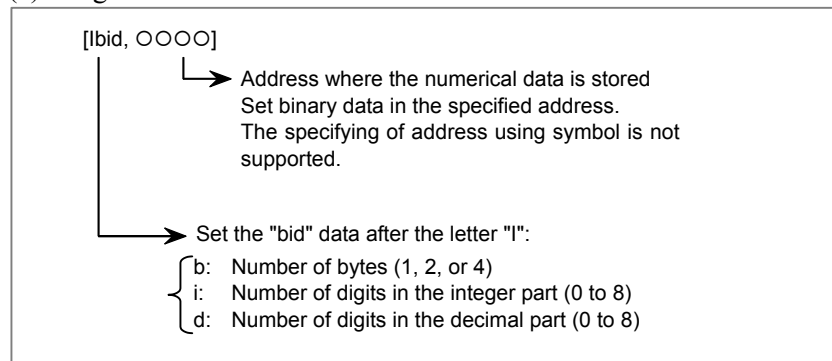 [Ibid, ○○○○]
Address where the numerical data is stored
Set binary data in the specified address.
The specifying of address using symbol is not
supported.
Set the "bid" data after the letter "I":
b: Number of bytes (1, 2, or 4)
i: Number of digits in the integer part (0 to 8)
d: Number of digits in the decimal part (0 to 8)